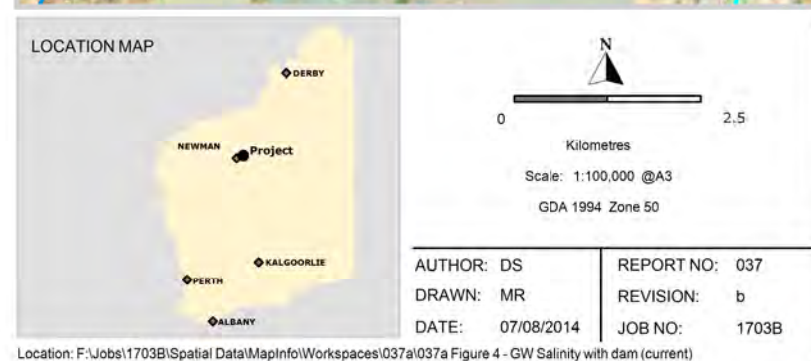 LOCATION MAP
DERBY
NEWMAN
Project
KALGOORLIE
PERTH
ALBANY
N
0 2.5
Kilometres
Scale: 1:100,000 @A3
GDA 1994 Zone 50
AUTHOR: DS REPORT NO: 037
DRAWN: MR REVISION: b
DATE: 07/08/2014 JOB NO: 1703B
Location: F:\Jobs\1703B\Spatial Data\MapInfo\Workspaces\037a\037a Figure 4 - GW Salinity with dam (current)